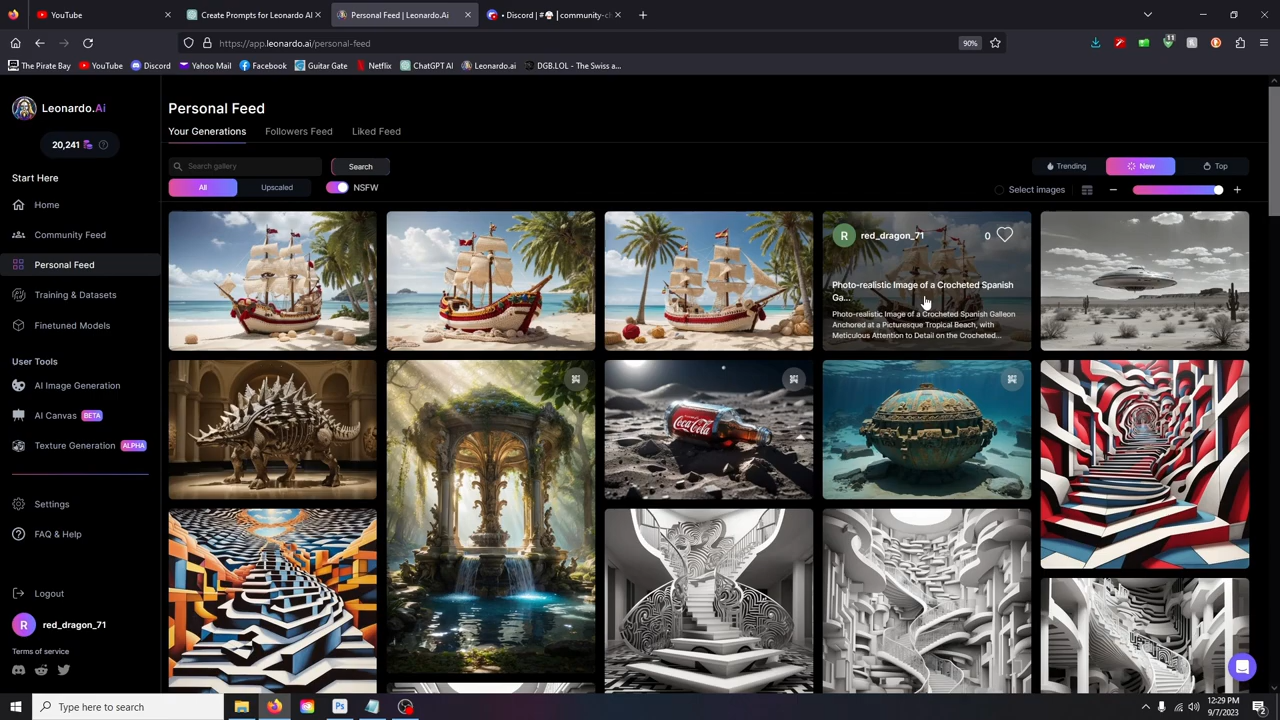 YouTube
Create Prompts for Leonardo AI
Personal Feed | Leonardo.Ai
• Discord | #
| community-c
https://app.leonardo.ai/personal-feed
90%
11
The Pirate Bay
YouTube
Discord
Yahoo Mail
Facebook
Guitar Gate
Netflix
ChatGPT AI
Leonardo.ai
DGB.LOL - The Swiss a...
Leonardo.Ai
20,241
Start Here
Home
Community Feed
Personal Feed
Training & Datasets
Finetuned Models
User Tools
AI Image Generation
AI Canvas BETA
Texture Generation ALPHA
Settings
FAQ & Help
Logout
R red_dragon_71
Terms of service
Personal Feed
Your Generations
Followers Feed
Liked Feed
Search gallery
Search
Trending
New
Top
All
Upscaled
NSFW
Select images
R red_dragon_71
0
Photo-realistic Image of a Crocheted Spanish
Ga...
Photo-realistic Image of a Crocheted Spanish Galleon
Anchored at a Picturesque Tropical Beach, with
Meticulous Attention to Detail on the Crocheted...
Coca-Cola
Type here to search
Ps
12:29 PM
9/7/2023
2